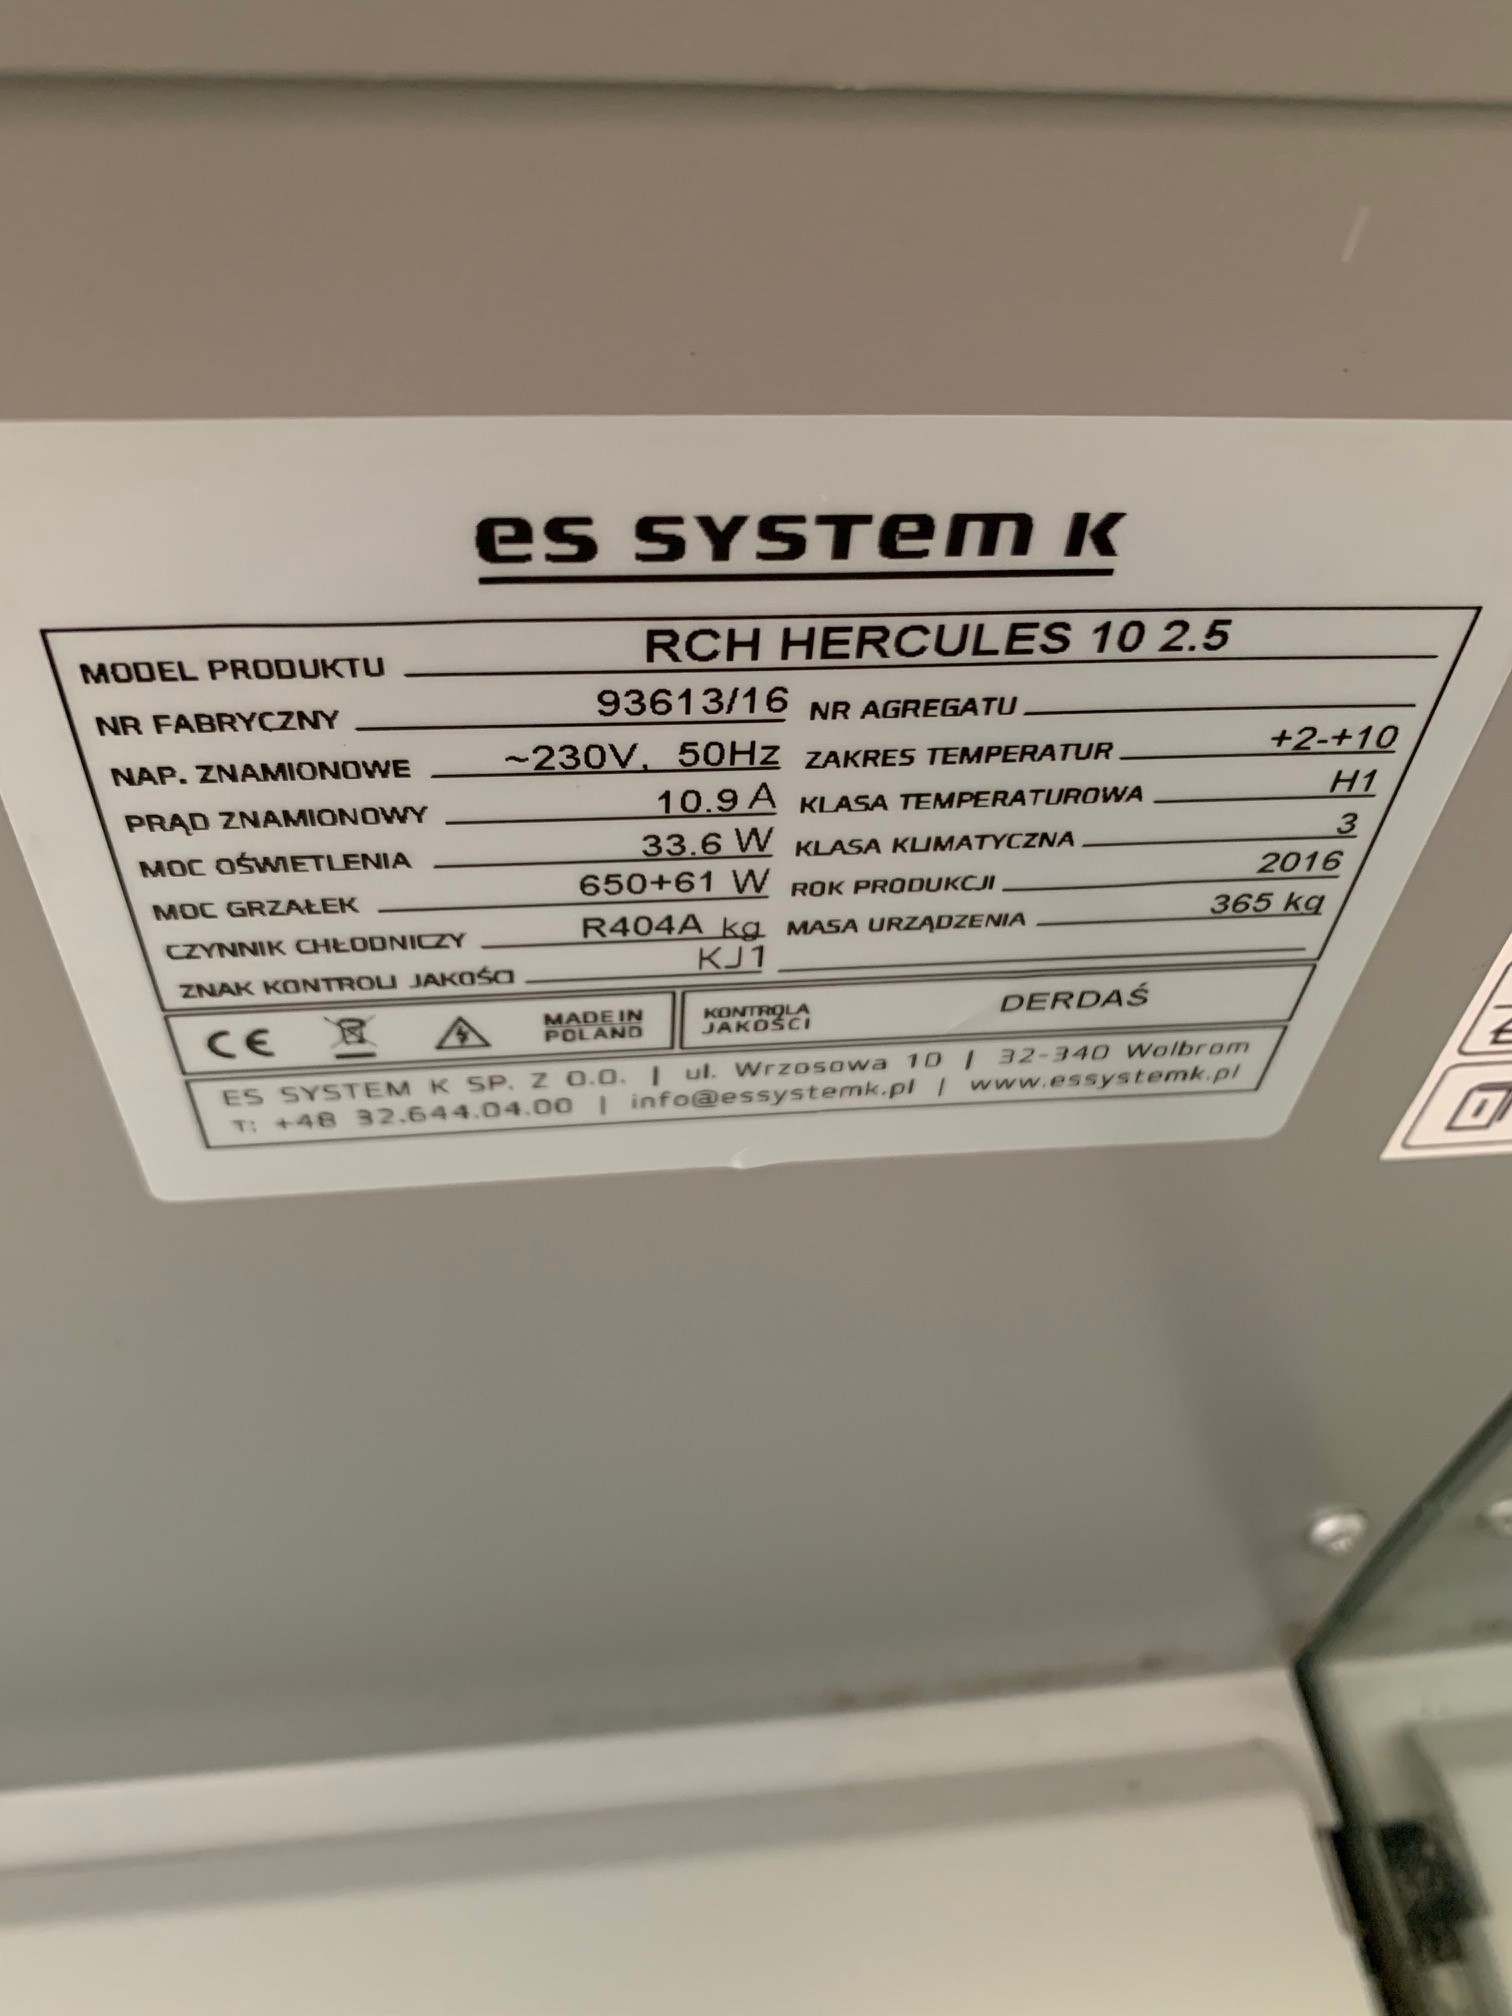 es system k
MODEL PRODUKTU RCH HERCULES 10 2.5
NR FABRYCZNY 93613/16 NR AGREGATU
NAP. ZNAMIONOWE ~230V, 50Hz ZAKRES TEMPERATUR +2-+10
PRĄD ZNAMIONOWY 10.9 A KLASA TEMPERATUROWA H1
MOC OŚWIETLENIA 33.6 W KLASA KLIMATYCZNA 3
MOC GRZAŁEK 650+61 W ROK PRODUKCJI 2016
CZYNNIK CHŁODNICZY R404A kg MASA URZĄDZENIA 365 kg
ZNAK KONTROLI JAKOŚCI KJ1
CE MADE IN POLAND KONTROLA JAKOŚCI DERDAŚ
ES SYSTEM K SP. Z O.O. | ul. Wrzosowa 10 | 32-340 Wolbrom
T: +48 32.644.04.00 | info@essystemk.pl | www.essystemk.pl